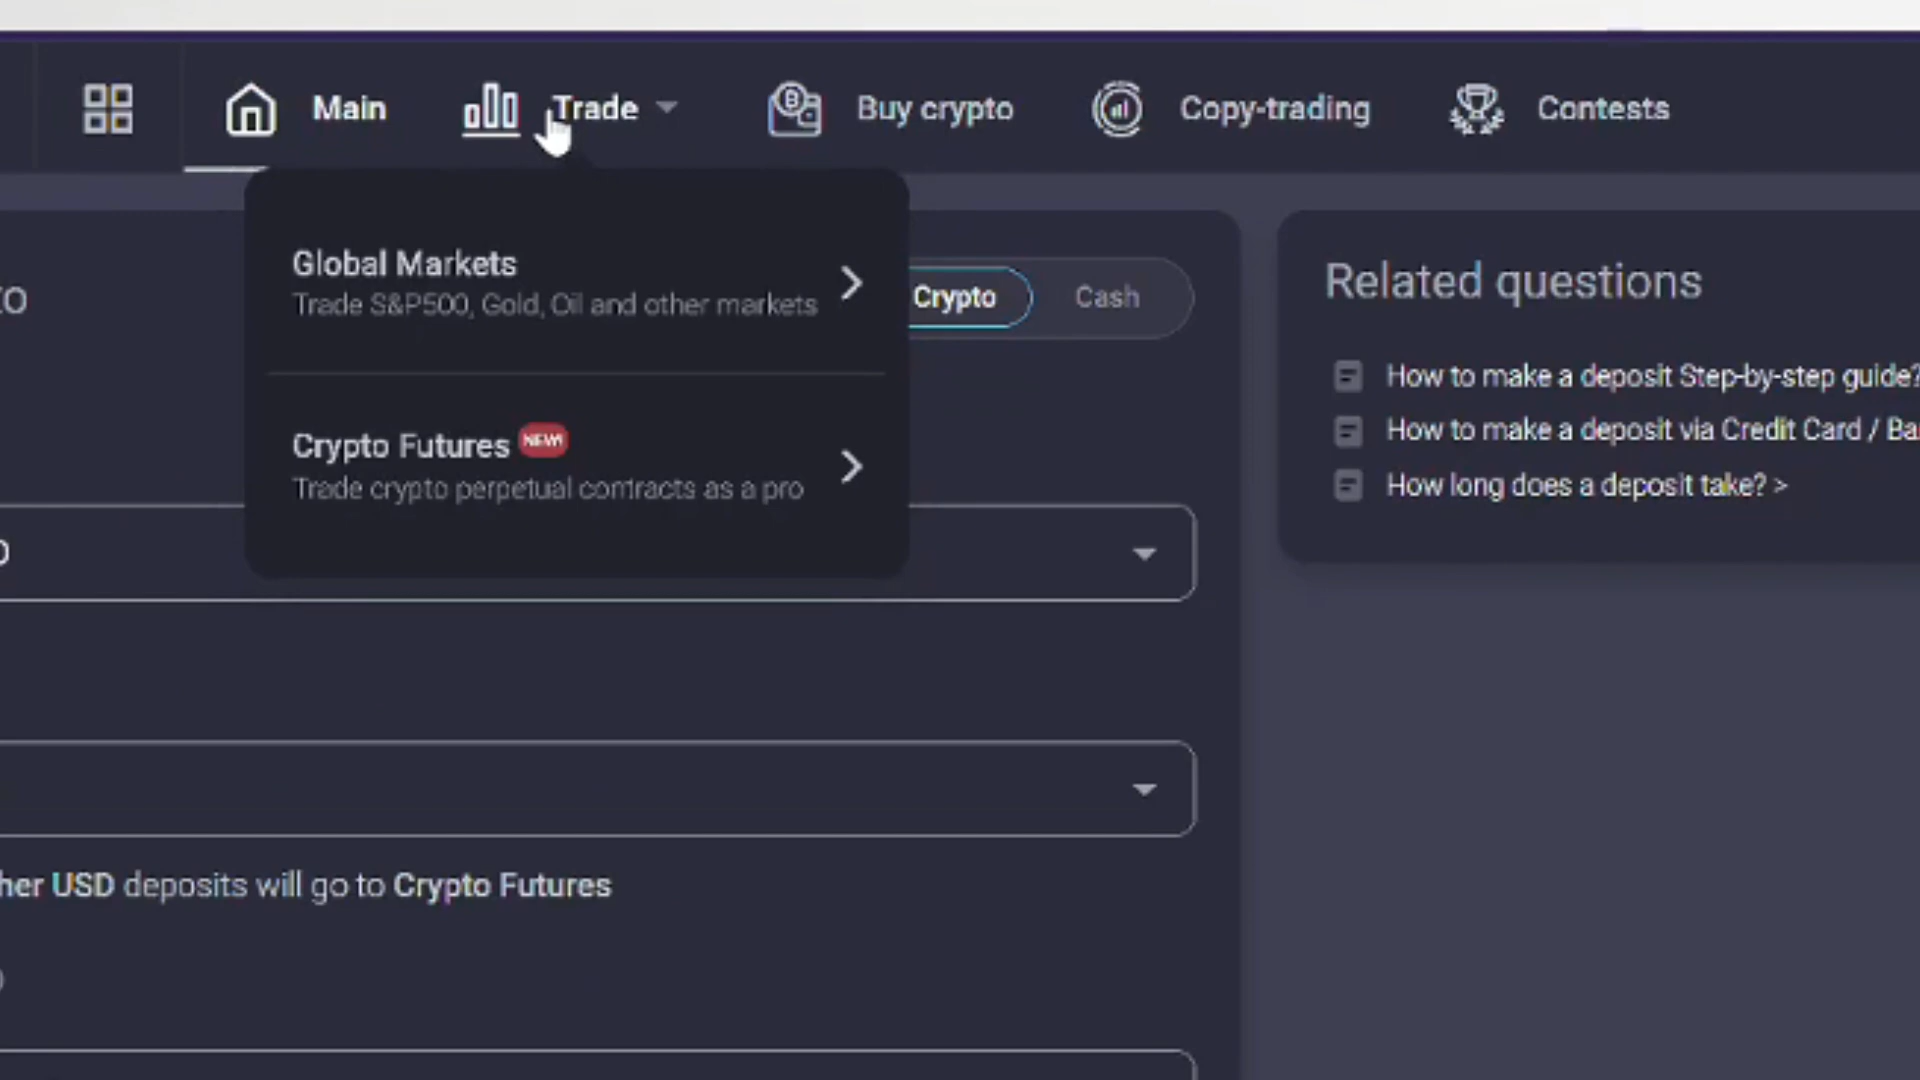 Main
Trade
Buy crypto
Copy-trading
Contests
Global Markets
Trade S&P500, Gold, Oil and other markets
Crypto
Cash
Crypto Futures NEW!
Trade crypto perpetual contracts as a pro
USD deposits will go to Crypto Futures
Related questions
How to make a deposit Step-by-step guide?
How to make a deposit via Credit Card /
How long does a deposit take? >